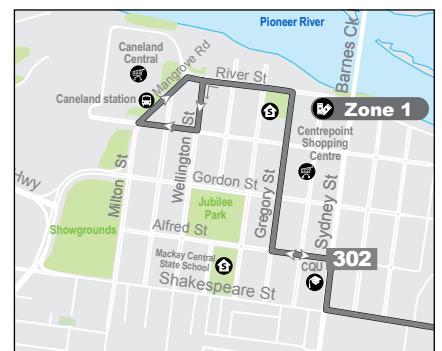 Pioneer River
Caneland
Central
Mangrove Rd
River St
Barnes Ck
Caneland station
Zone 1
Centrepoint
Shopping
Centre
Wellington St
Hwy
Milton St
Gordon St
Jubilee
Park
Gregory St
Sydney St
Showgrounds
Alfred St
Mackay Central
State School
302
CQU
Shakespeare St